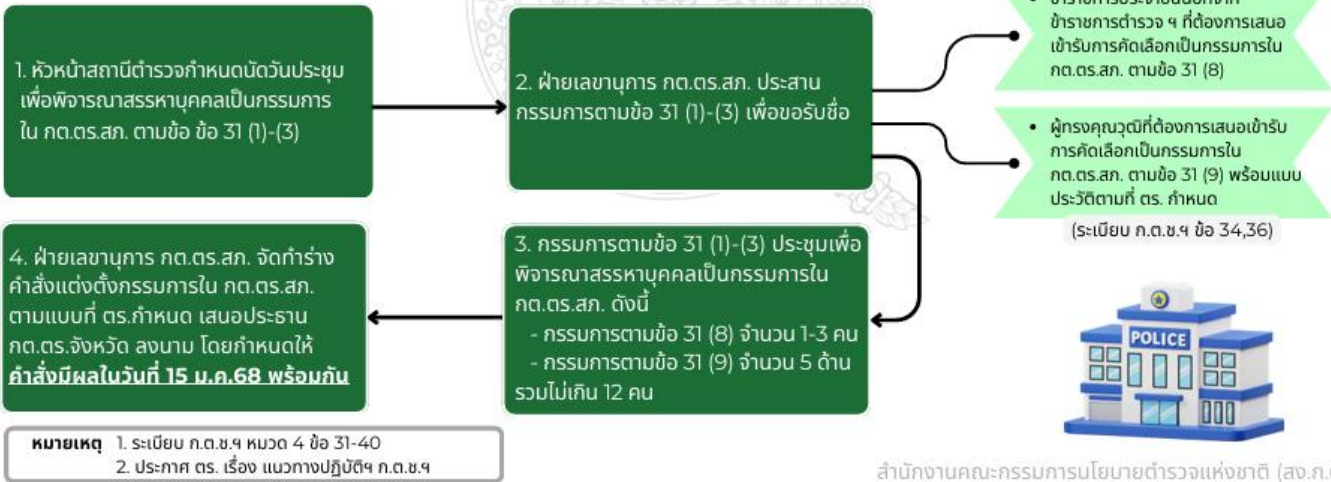 1. หัวหน้าสถานีตำรวจกำหนดนัดวันประชุม
เพื่อพิจารณาสรรหาบุคคลเป็นกรรมการ
ใน กต.ตร.สภ. ตามข้อ ข้อ 31 (1)-(3)
2. ฝ่ายเลขานุการ กต.ตร.สภ. ประสาน
กรรมการตามข้อ 31 (1)-(3) เพื่อขอรับชื่อ
ข้าราชการตำรวจ ฯ ที่ต้องการเสนอ
เข้ารับการคัดเลือกเป็นกรรมการใน
กต.ตร.สภ. ตามข้อ 31 (8)
• ผู้ทรงคุณวุฒิที่ต้องการเสนอเข้ารับ
การคัดเลือกเป็นกรรมการใน
กต.ตร.สภ. ตามข้อ 31 (9) พร้อมแบบ
ประวัติตามที่ ตร. กำหนด
(ระเบียบ ก.ต.ช.ฯ ข้อ 34,36)
3. กรรมการตามข้อ 31 (1)-(3) ประชุมเพื่อ
พิจารณาสรรหาบุคคลเป็นกรรมการใน
กต.ตร.สภ. ดังนี้
- กรรมการตามข้อ 31 (8) จำนวน 1-3 คน
- กรรมการตามข้อ 31 (9) จำนวน 5 ด้าน
รวมไม่เกิน 12 คน
4. ฝ่ายเลขานุการ กต.ตร.สภ. จัดทำร่าง
คำสั่งแต่งตั้งกรรมการใน กต.ตร.สภ.
ตามแบบที่ ตร.กำหนด เสนอประธาน
กต.ตร.จังหวัด ลงนาม โดยกำหนดให้
คำสั่งมีผลในวันที่ 15 ม.ค.68 พร้อมกัน
หมายเหตุ 1. ระเบียบ ก.ต.ช.ฯ หมวด 4 ข้อ 31-40
2. ประกาศ ตร. เรื่อง แนวทางปฏิบัติฯ ก.ต.ช.ฯ
POLICE
สำนักงานคณะกรรมการนโยบายตำรวจแห่งชาติ (สง.ก.